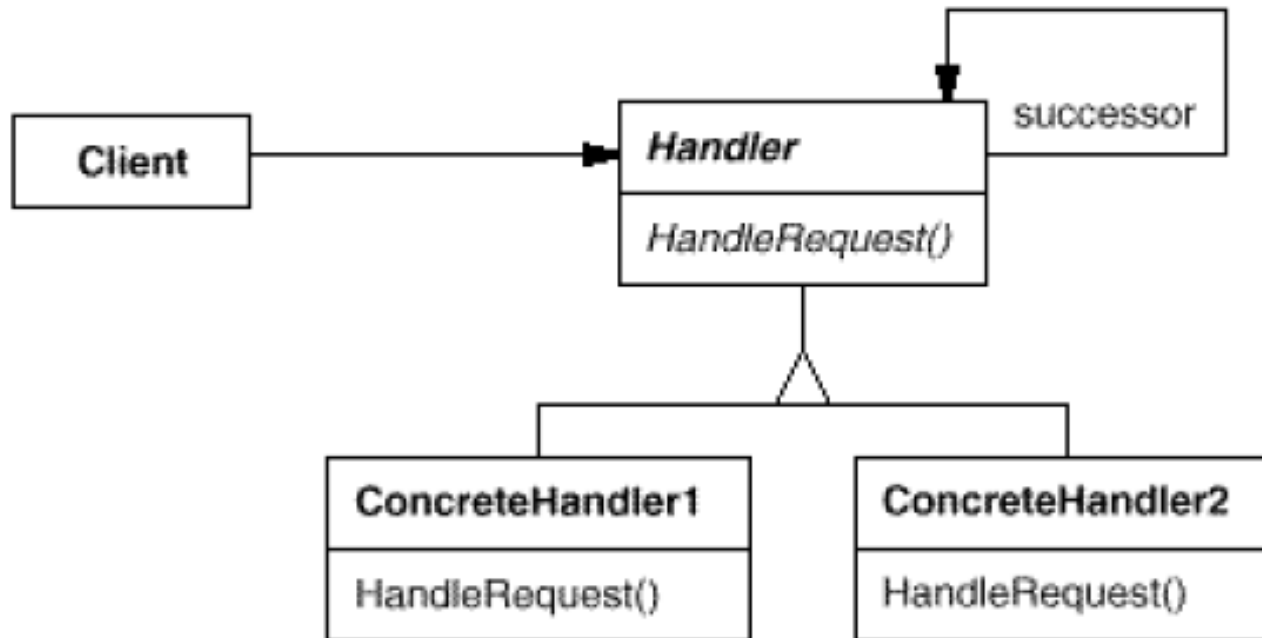 successor
Client
Handler
HandleRequest()
ConcreteHandler1
HandleRequest()
ConcreteHandler2
HandleRequest()